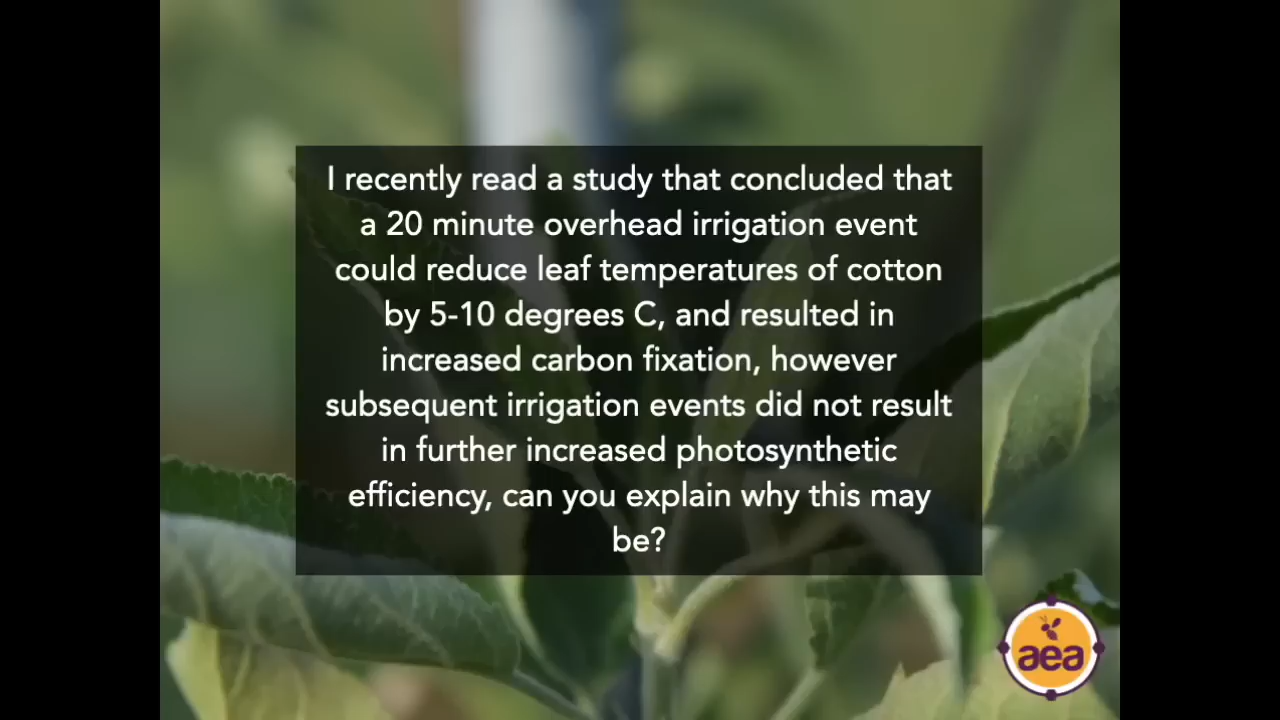 I recently read a study that concluded that
a 20 minute overhead irrigation event
could reduce leaf temperatures of cotton
by 5-10 degrees C, and resulted in
increased carbon fixation, however
subsequent irrigation events did not result
in further increased photosynthetic
efficiency, can you explain why this may
be?
aea